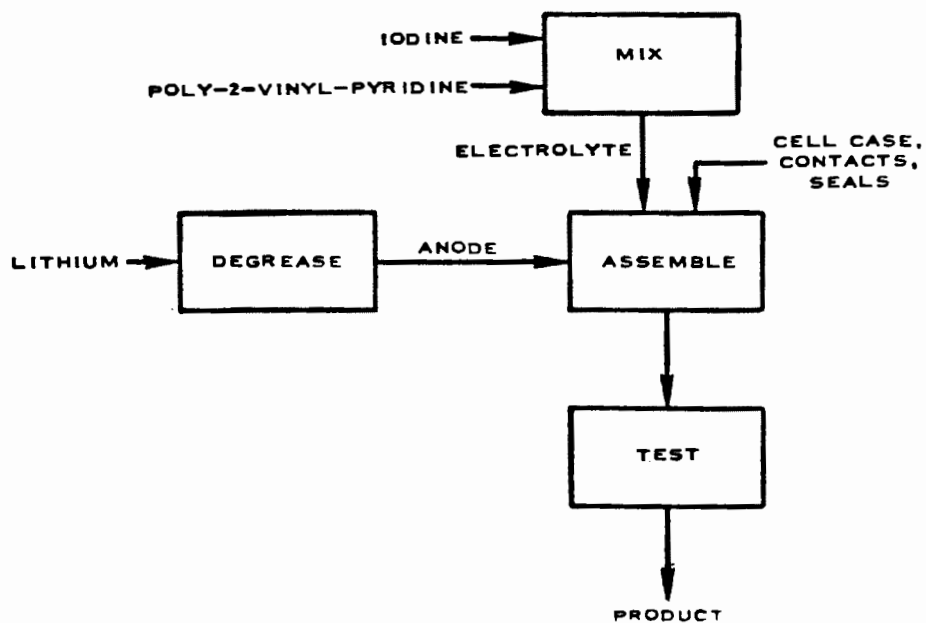 IODINE
MIX
POLY-2-VINYL-PYRIDINE
ELECTROLYTE
CELL CASE,
CONTACTS,
SEALS
LITHIUM
DEGREASE
ANODE
ASSEMBLE
TEST
PRODUCT